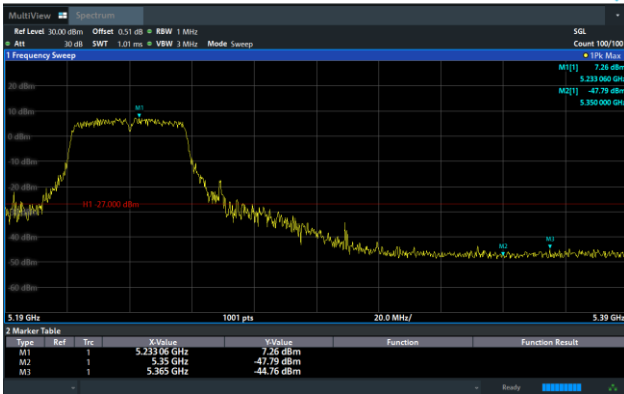 MultiView Spectrum
Ref Level 30.00 dBm Offset 0.51 dB RBW 1 MHz SGL
Att 30 dB SWT 1.01 ms VBW 3 MHz Mode Sweep Count 100/100
1 Frequency Sweep 1Pk Max
M1[1] 7.26 dBm
5.233 060 GHz
M2[1] -47.79 dBm
5.350 000 GHz
20 dBm
M1
10 dBm
0 dBm
-10 dBm
-20 dBm
H1 -27.000 dBm
-40 dBm
M2 M3
-50 dBm
-60 dBm
5.19 GHz 1001 pts 20.0 MHz/ 5.39 GHz
2 Marker Table
Type Ref Trc X-Value Y-Value Function Function Result
M1 1 5.23306 GHz 7.26 dBm
M2 1 5.35 GHz -47.79 dBm
M3 1 5.365 GHz -44.76 dBm
Ready